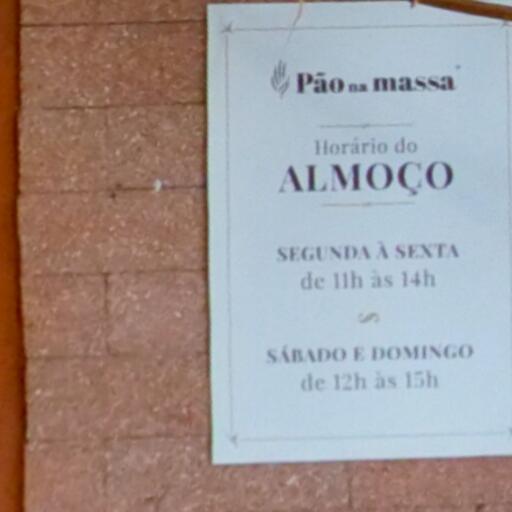 Pão na massa
Horário do
ALMOÇO
SEGUNDA À SEXTA
de 11h às 14h
SÁBADO E DOMINGO
de 12h às 15h